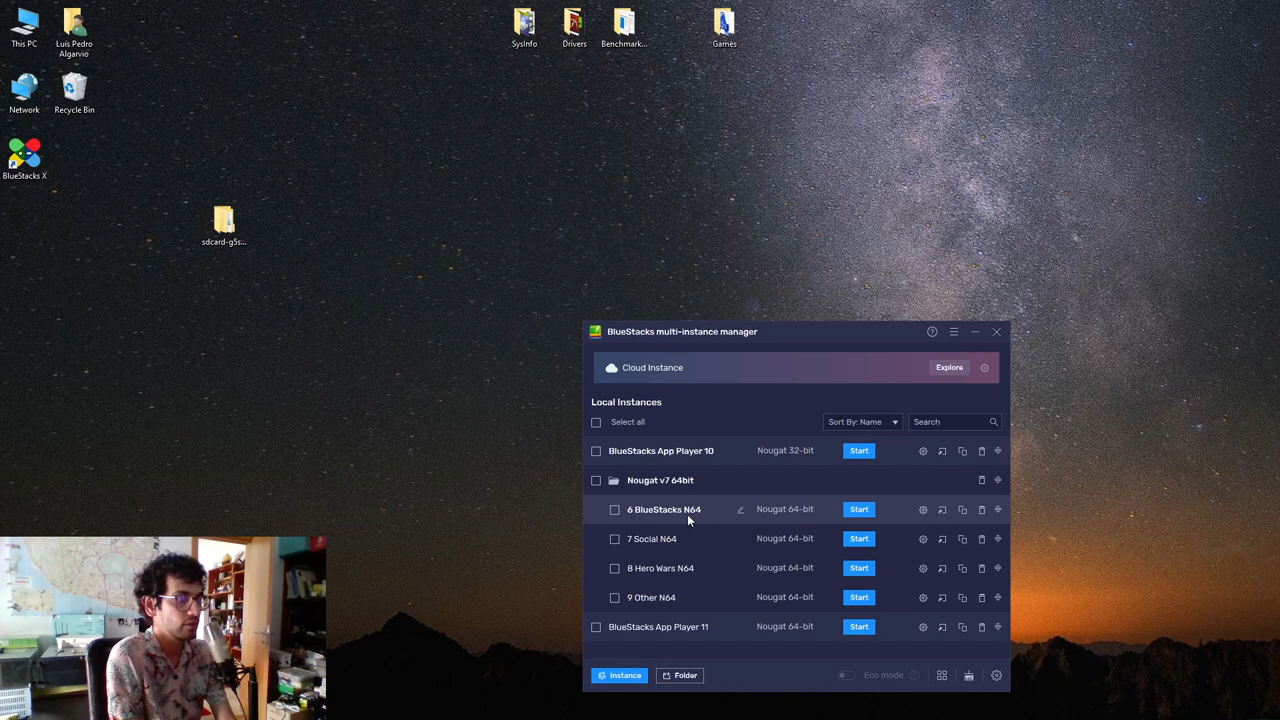 This PC
Luís Pedro
Algarvio
SysInfo
Drivers
Benchmark...
Games
Network
Recycle Bin
BlueStacks X
sdcard-g5s...
BlueStacks multi-instance manager
Cloud Instance
Explore
Local Instances
Select all
Sort By: Name
Search
BlueStacks App Player 10
Nougat 32-bit
Start
Nougat v7 64bit
6 BlueStacks N64
Nougat 64-bit
Start
7 Social N64
Nougat 64-bit
Start
8 Hero Wars N64
Nougat 64-bit
Start
9 Other N64
Nougat 64-bit
Start
BlueStacks App Player 11
Nougat 64-bit
Start
Instance
Folder
Eco mode